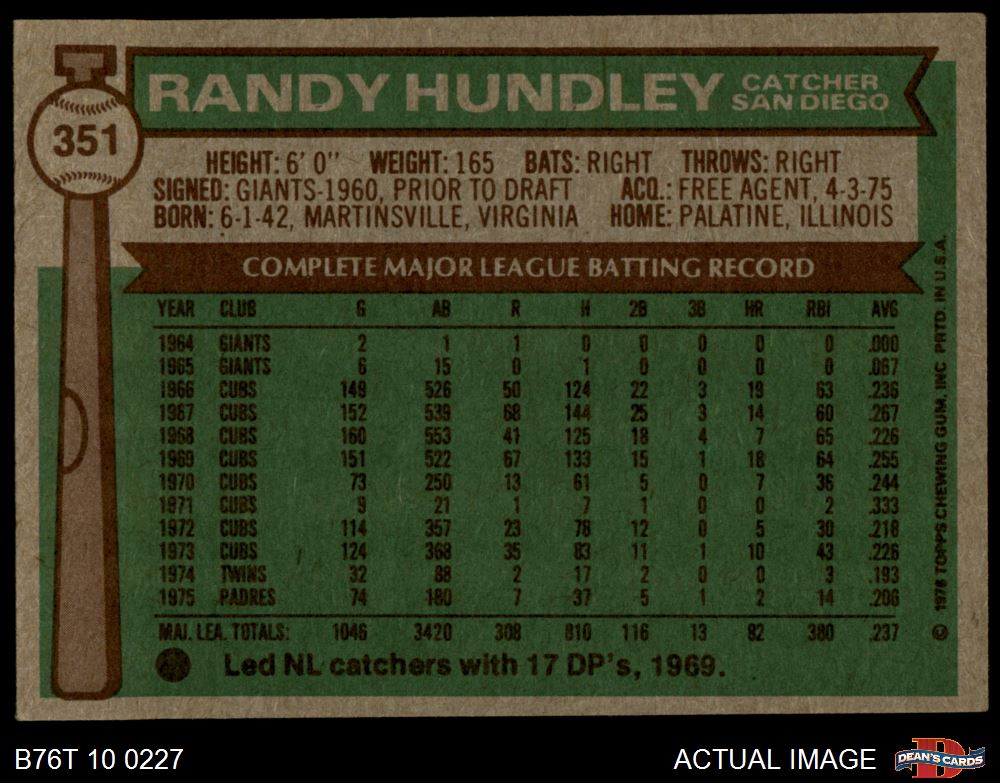 351
RANDY HUNDLEY CATCHER SAN DIEGO
HEIGHT: 6' 0" WEIGHT: 165 BATS: RIGHT THROWS: RIGHT
SIGNED: GIANTS-1960, PRIOR TO DRAFT ACQ.: FREE AGENT, 4-3-75
BORN: 6-1-42, MARTINSVILLE, VIRGINIA HOME: PALATINE, ILLINOIS
COMPLETE MAJOR LEAGUE BATTING RECORD
YEAR CLUB G AB R H 2B 3B HR RBI AVG
1964 GIANTS 2 1 1 0 0 0 0 0 .000
1965 GIANTS 6 15 0 1 0 0 0 0 .067
1966 CUBS 149 526 50 124 22 3 19 63 .236
1967 CUBS 152 539 68 144 25 3 14 60 .267
1968 CUBS 160 553 41 125 18 4 7 65 .226
1969 CUBS 151 522 67 133 15 1 18 64 .255
1970 CUBS 73 250 13 61 5 0 7 36 .244
1971 CUBS 9 21 1 7 1 0 0 2 .333
1972 CUBS 114 357 23 78 12 0 5 30 .218
1973 CUBS 124 368 35 83 11 1 10 43 .226
1974 TWINS 32 88 2 17 2 0 0 3 .193
1975 PADRES 74 180 7 37 5 1 2 14 .206
MAJ. LEA. TOTALS: 1046 3420 308 810 116 13 82 380 .237
Led NL catchers with 17 DP's, 1969.
© 1976 TOPPS CHEWING GUM, INC PRTD. IN U.S.A.
B76T 10 0227
ACTUAL IMAGE
D
DEAN'S CARDS